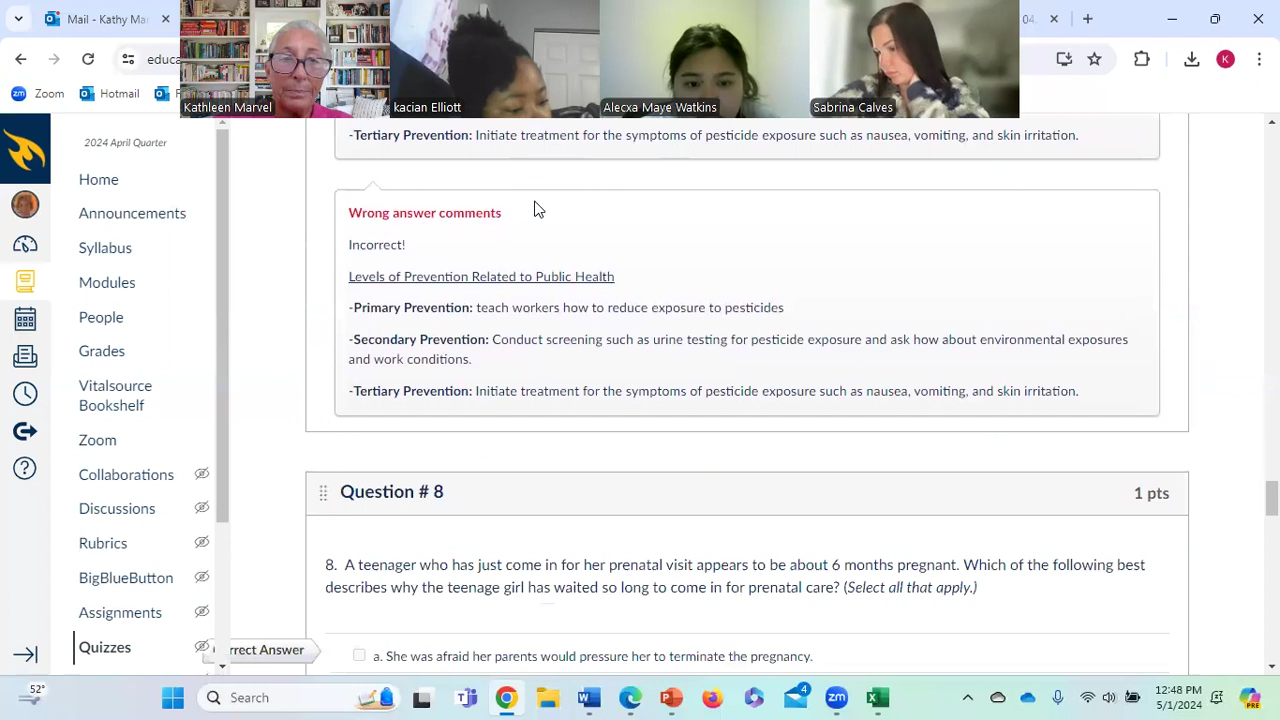 Mail - Kathy Mar
04
educa
Zoom
Hotmail
Kathleen Marvel
kacian Elliott
Alecxa Maye Watkins
Sabrina Calves
K
2024 April Quarter
Home
Announcements
Syllabus
Modules
People
Grades
Vitalsource
Bookshelf
Zoom
Collaborations
Discussions
Rubrics
BigBlueButton
Assignments
Quizzes
-Tertiary Prevention: Initiate treatment for the symptoms of pesticide exposure such as nausea, vomiting, and skin irritation.
Wrong answer comments
Incorrect!
Levels of Prevention Related to Public Health
-Primary Prevention: teach workers how to reduce exposure to pesticides
-Secondary Prevention: Conduct screening such as urine testing for pesticide exposure and ask how about environmental exposures
and work conditions.
-Tertiary Prevention: Initiate treatment for the symptoms of pesticide exposure such as nausea, vomiting, and skin irritation.
Question # 8
1 pts
8. A teenager who has just come in for her prenatal visit appears to be about 6 months pregnant. Which of the following best
describes why the teenage girl has waited so long to come in for prenatal care? (Select all that apply.)
rrect Answer
a. She was afraid her parents would pressure her to terminate the pregnancy.
52°
Search
4
12:48 PM
5/1/2024
PRE